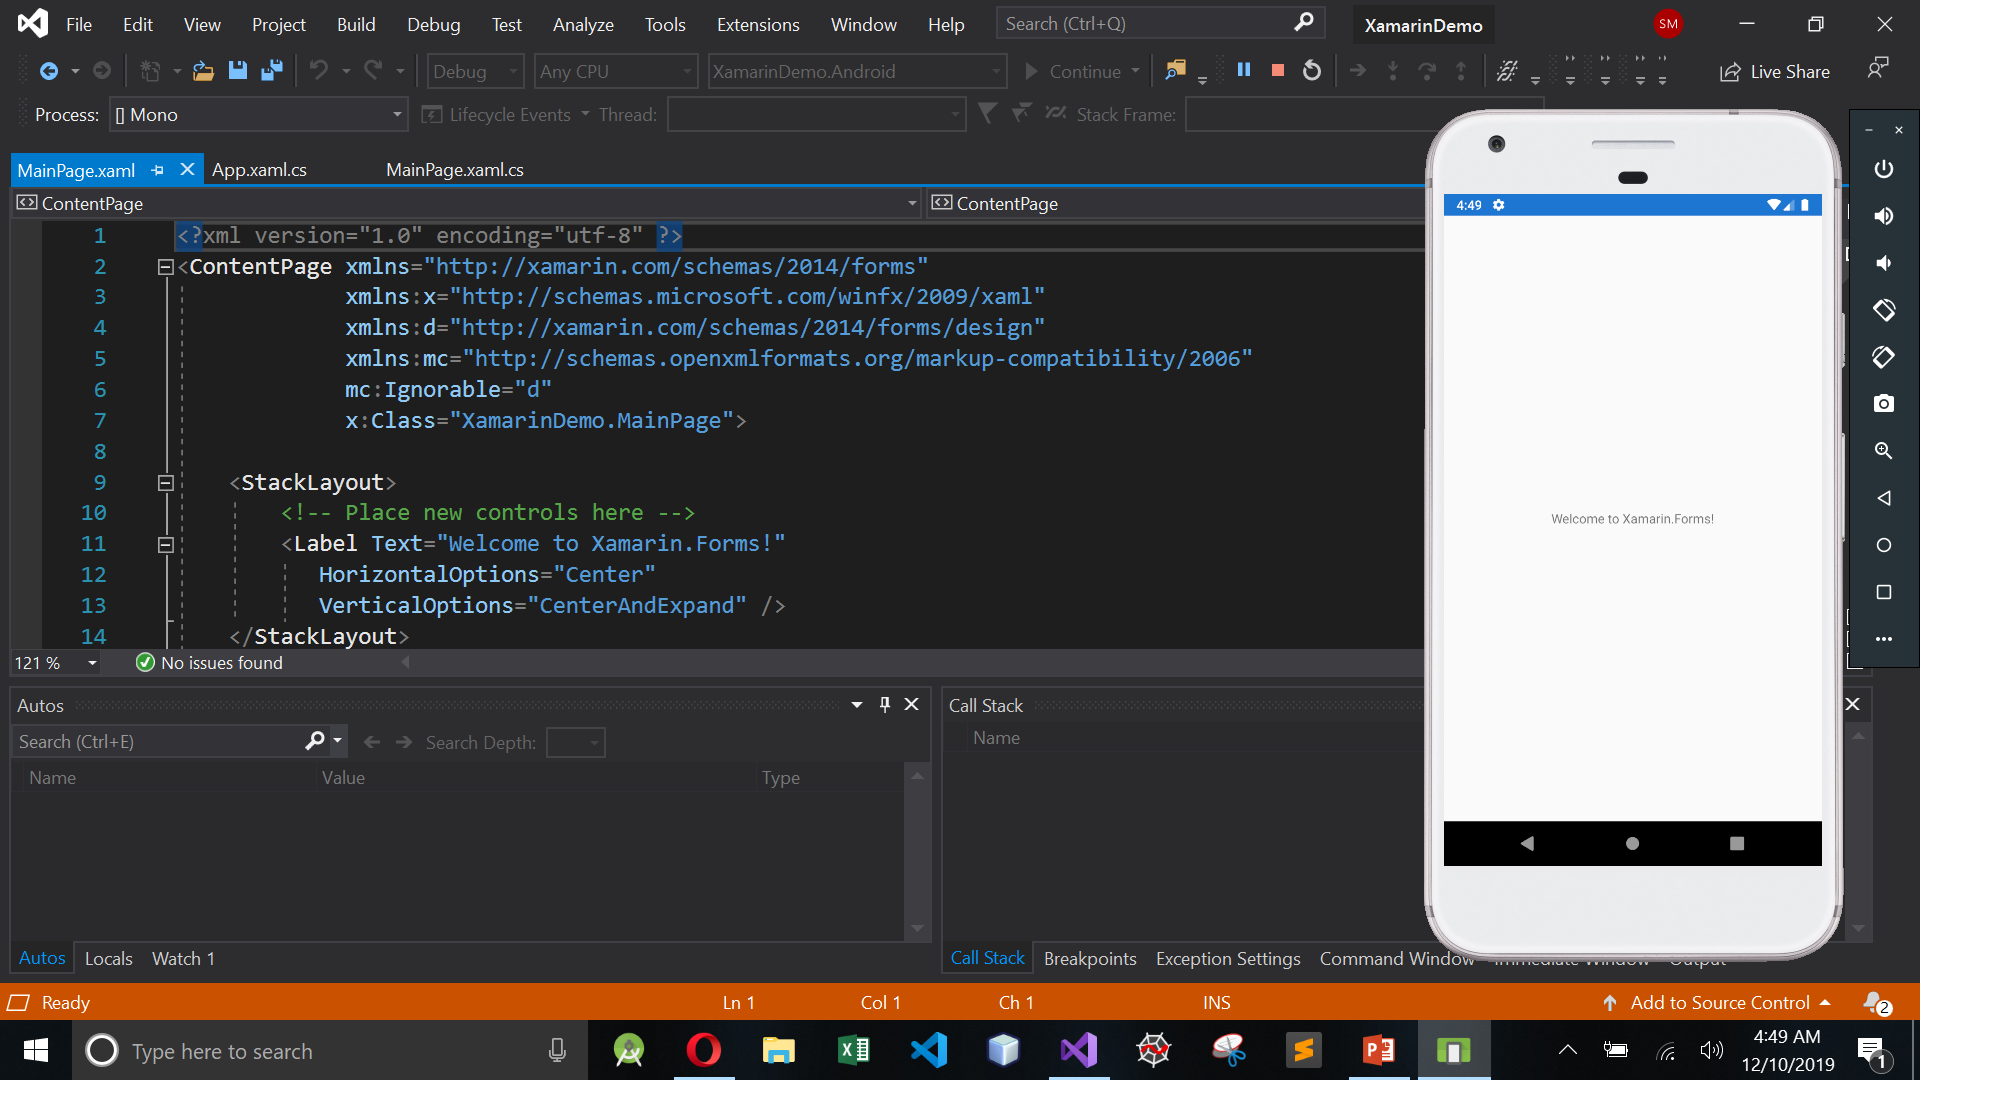 File Edit View Project Build Debug Test Analyze Tools Extensions Window Help Search (Ctrl+Q) XamarinDemo SM
Debug Any CPU XamarinDemo.Android Continue Live Share
Process: [] Mono Lifecycle Events Thread: Stack Frame:
MainPage.xaml App.xaml.cs MainPage.xaml.cs
ContentPage ContentPage
1 <?xml version="1.0" encoding="utf-8" ?>
2 <ContentPage xmlns="http://xamarin.com/schemas/2014/forms"
3 xmlns:x="http://schemas.microsoft.com/winfx/2009/xaml"
4 xmlns:d="http://xamarin.com/schemas/2014/forms/design"
5 xmlns:mc="http://schemas.openxmlformats.org/markup-compatibility/2006"
6 mc:Ignorable="d"
7 x:Class="XamarinDemo.MainPage">
8
9 <StackLayout>
10 <!-- Place new controls here -->
11 <Label Text="Welcome to Xamarin.Forms!"
12 HorizontalOptions="Center"
13 VerticalOptions="CenterAndExpand" />
14 </StackLayout>
121 % No issues found
4:49
Welcome to Xamarin.Forms!
Autos
Search (Ctrl+E) Search Depth:
Name Value Type
Autos Locals Watch 1
Call Stack
Name
Call Stack Breakpoints Exception Settings Command Window Immediate Window Output
Ready Ln 1 Col 1 Ch 1 INS Add to Source Control 2
Type here to search
4:49 AM
12/10/2019
1